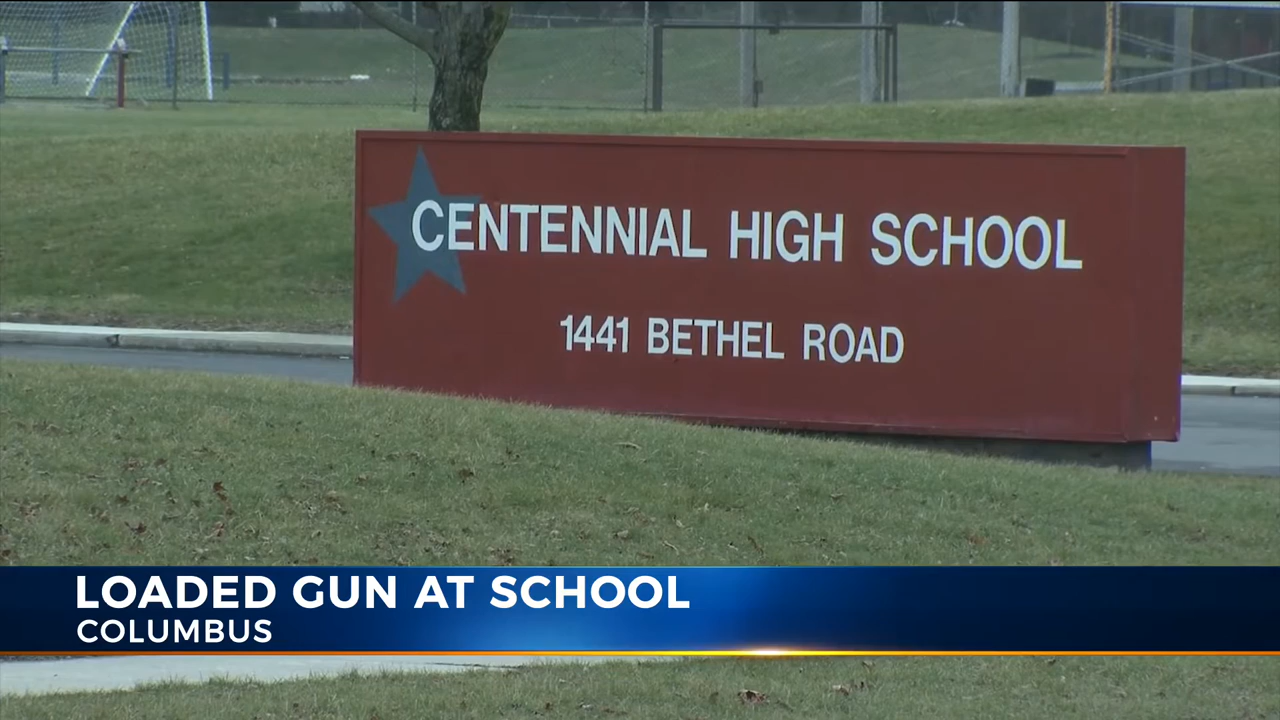 CENTENNIAL HIGH SCHOOL
1441 BETHEL ROAD
LOADED GUN AT SCHOOL
COLUMBUS